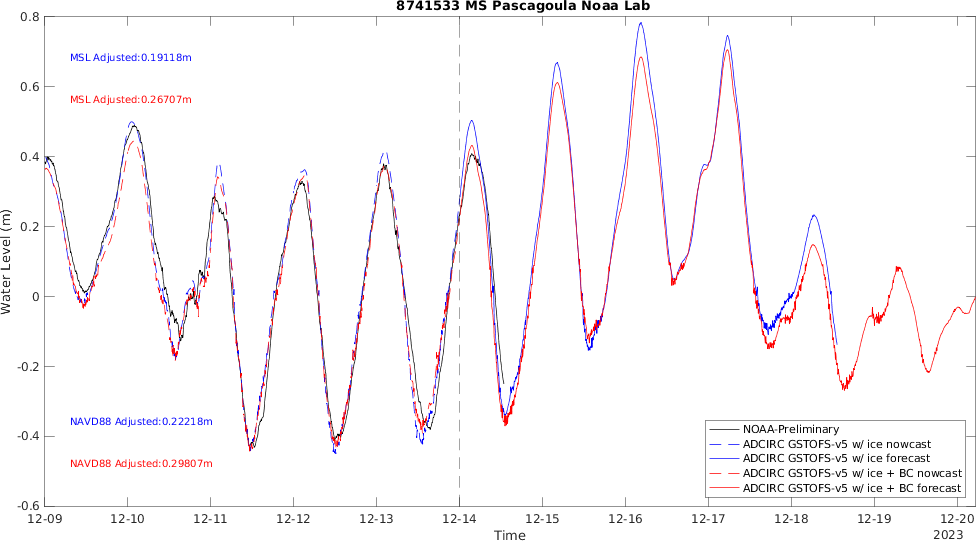 8741533 MS Pascagoula Noaa Lab
MSL Adjusted:0.19118m
MSL Adjusted:0.26707m
NAVD88 Adjusted:0.22218m
NAVD88 Adjusted:0.29807m
Water Level (m)
0.8
0.6
0.4
0.2
0
-0.2
-0.4
-0.6
NOAA-Preliminary
ADCIRC GSTOFS-v5 w/ ice nowcast
ADCIRC GSTOFS-v5 w/ ice forecast
ADCIRC GSTOFS-v5 w/ ice + BC nowcast
ADCIRC GSTOFS-v5 w/ ice + BC forecast
12-09 12-10 12-11 12-12 12-13 12-14 12-15 12-16 12-17 12-18 12-19 12-20
Time
2023